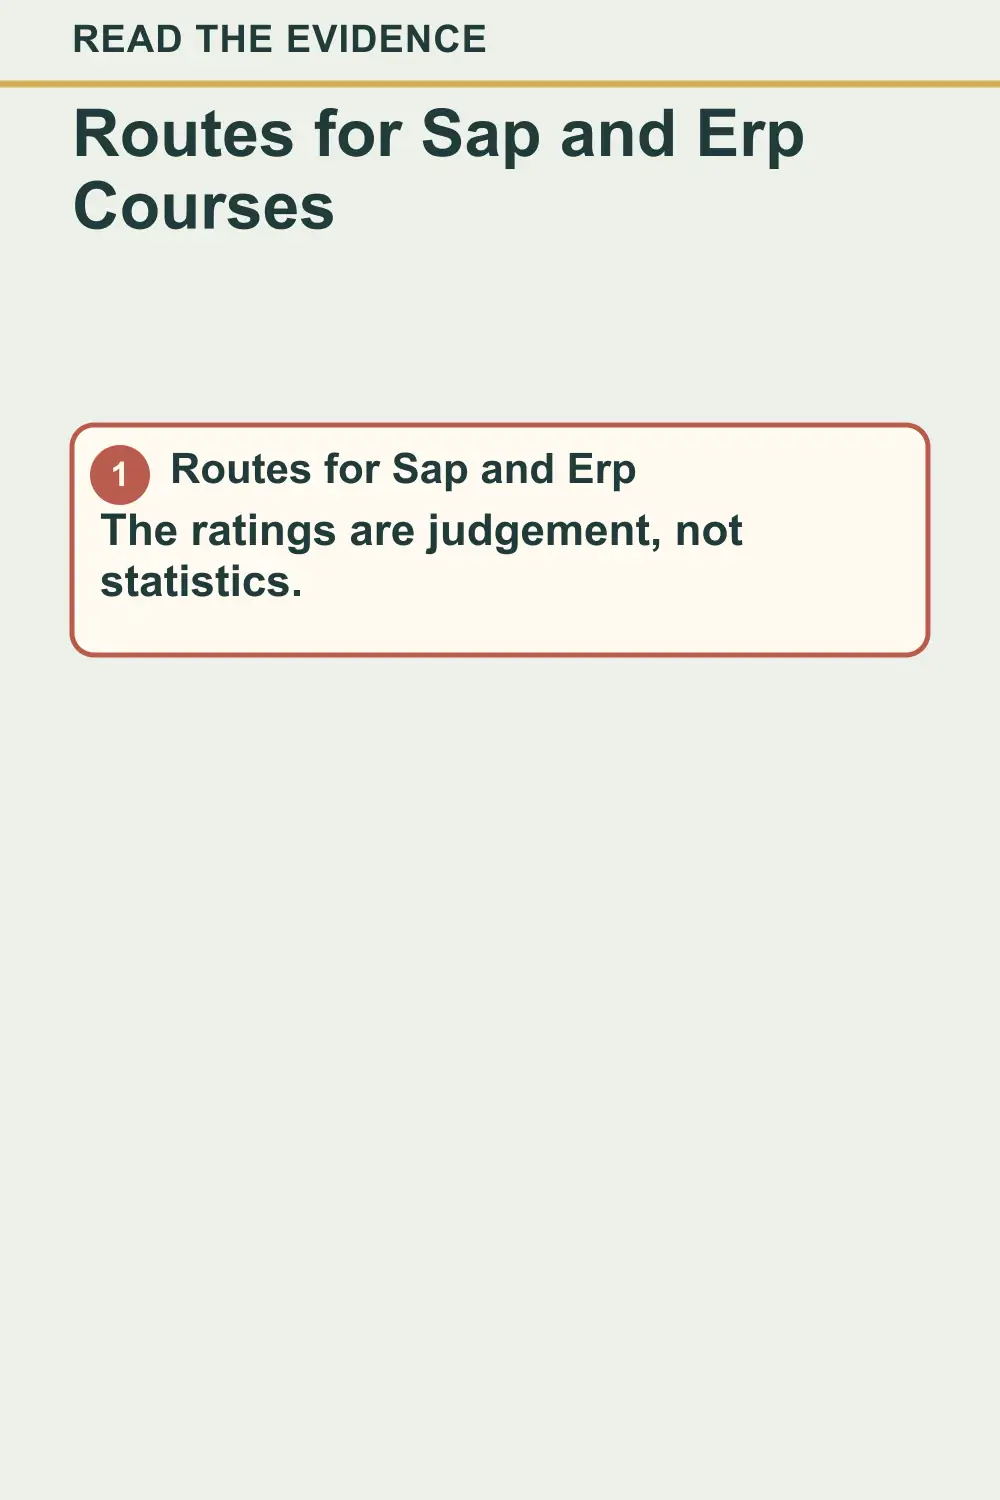 READ THE EVIDENCE
Routes for Sap and Erp
Courses
1 Routes for Sap and Erp
The ratings are judgement, not
statistics.